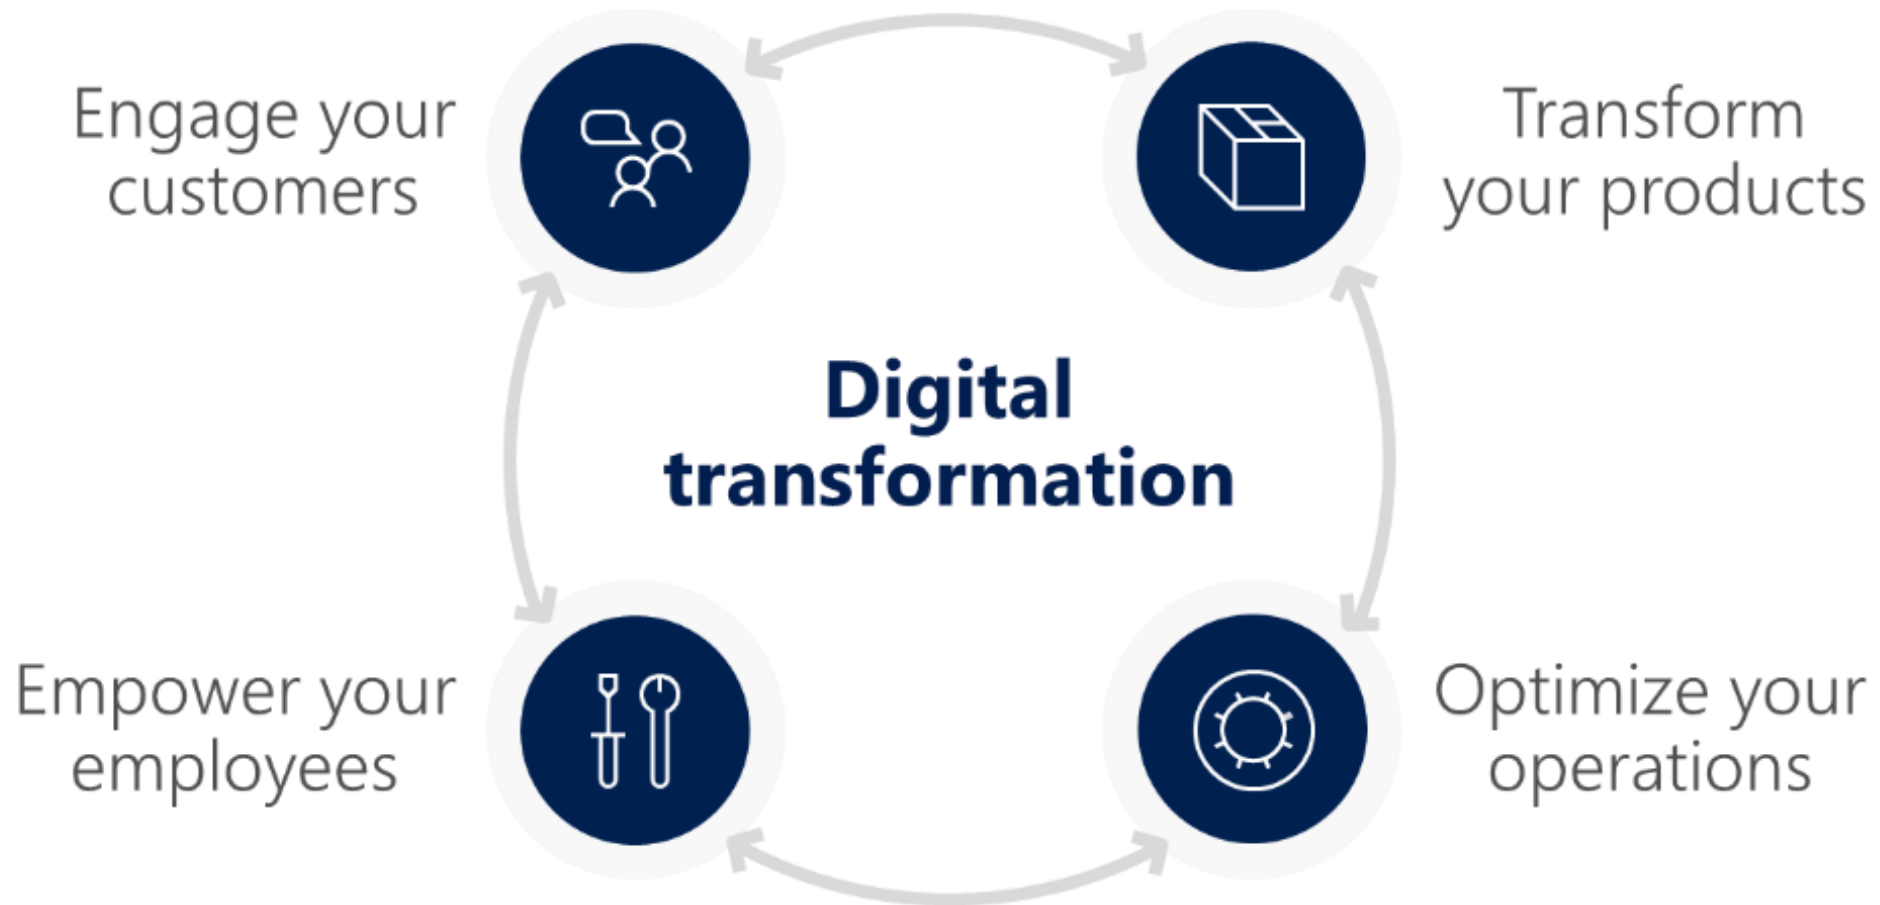 Engage your
customers
Transform
your products
Digital
transformation
Empower your
employees
Optimize your
operations